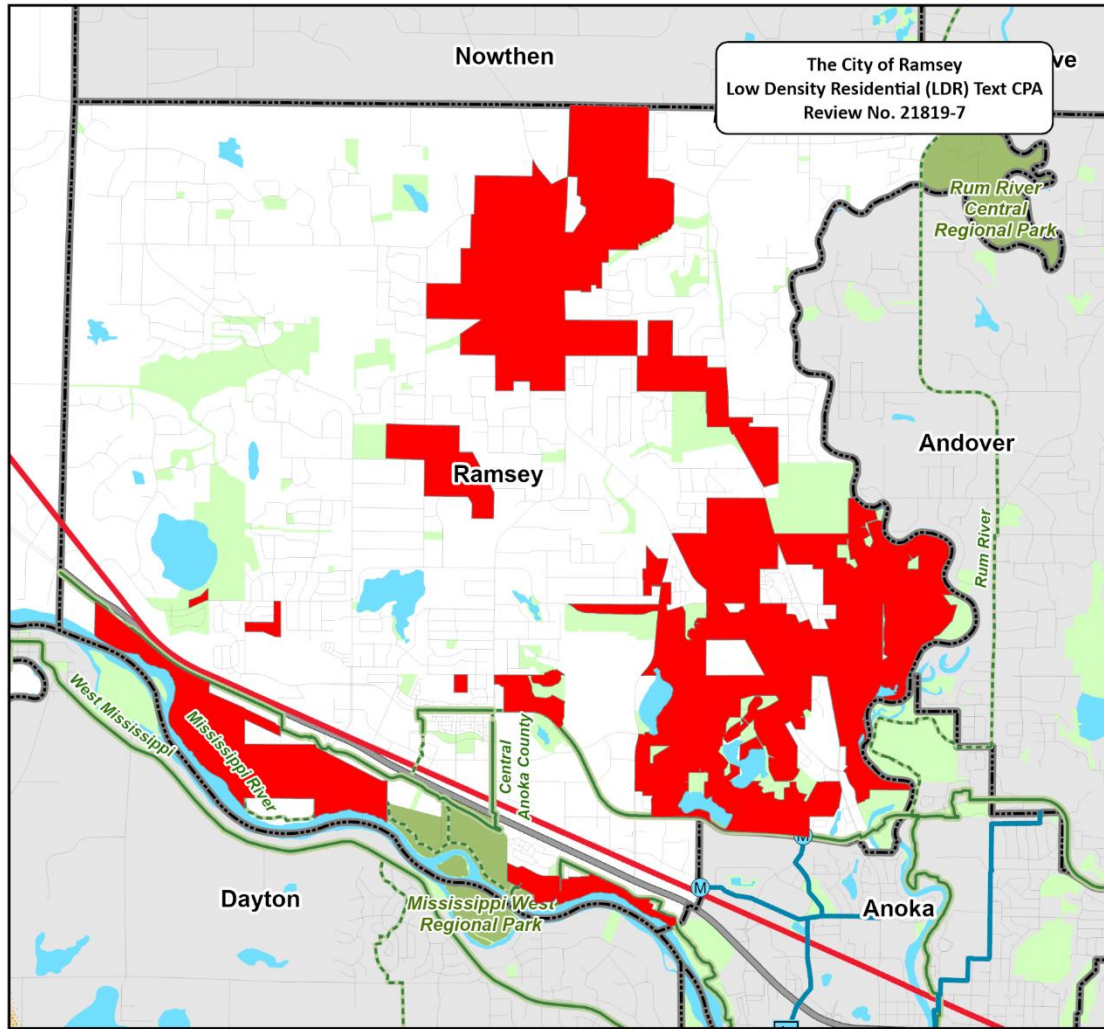 Nowthen
The City of Ramsey
Low Density Residential (LDR) Text CPA
Review No. 21819-7
ve
Rum River
Central
Regional Park
Andover
Ramsey
Rum River
West Mississippi
Mississippi River
Central
Anoka County
M
M
Dayton
Mississippi West
Regional Park
Anoka